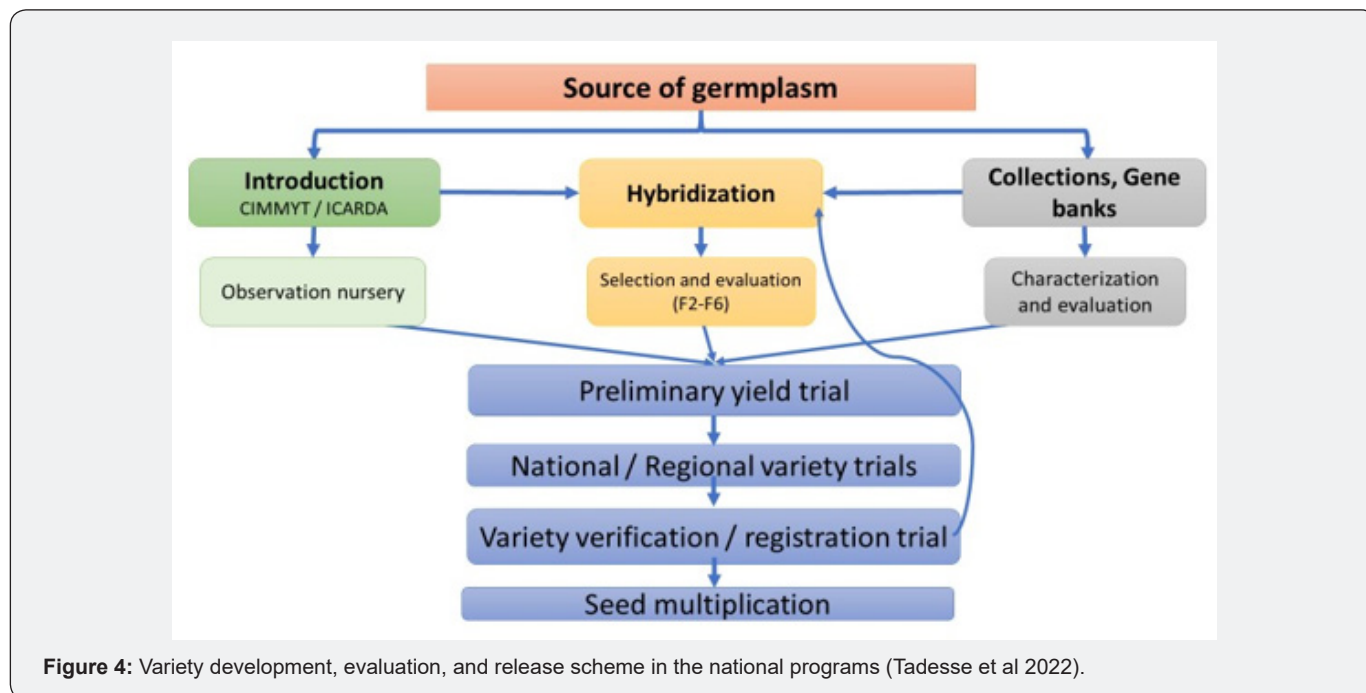 Source of germplasm
Introduction
CIMMYT / ICARDA
Hybridization
Collections, Gene
banks
Observation nursery
Selection and evaluation
(F2-F6)
Characterization
and evaluation
Preliminary yield trial
National / Regional variety trials
Variety verification / registration trial
Seed multiplication
Figure 4: Variety development, evaluation, and release scheme in the national programs (Tadesse et al 2022).